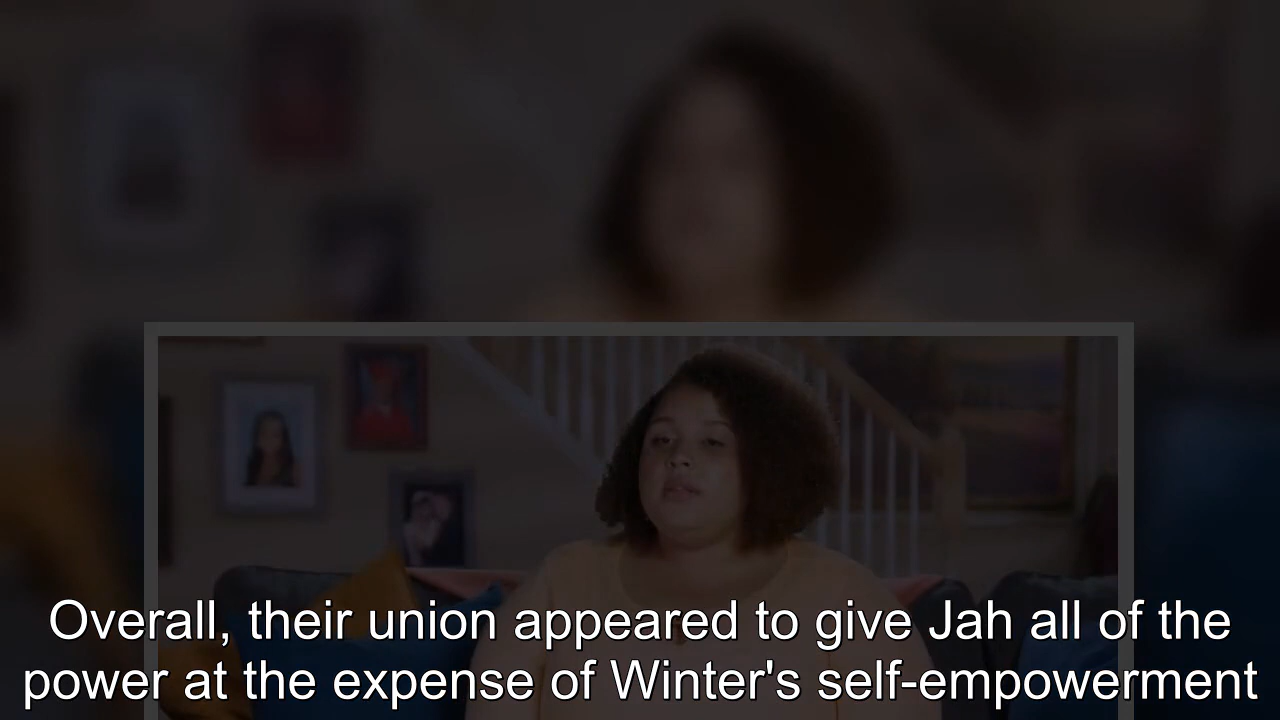 Overall, their union appeared to give Jah all of the
power at the expense of Winter's self-empowerment